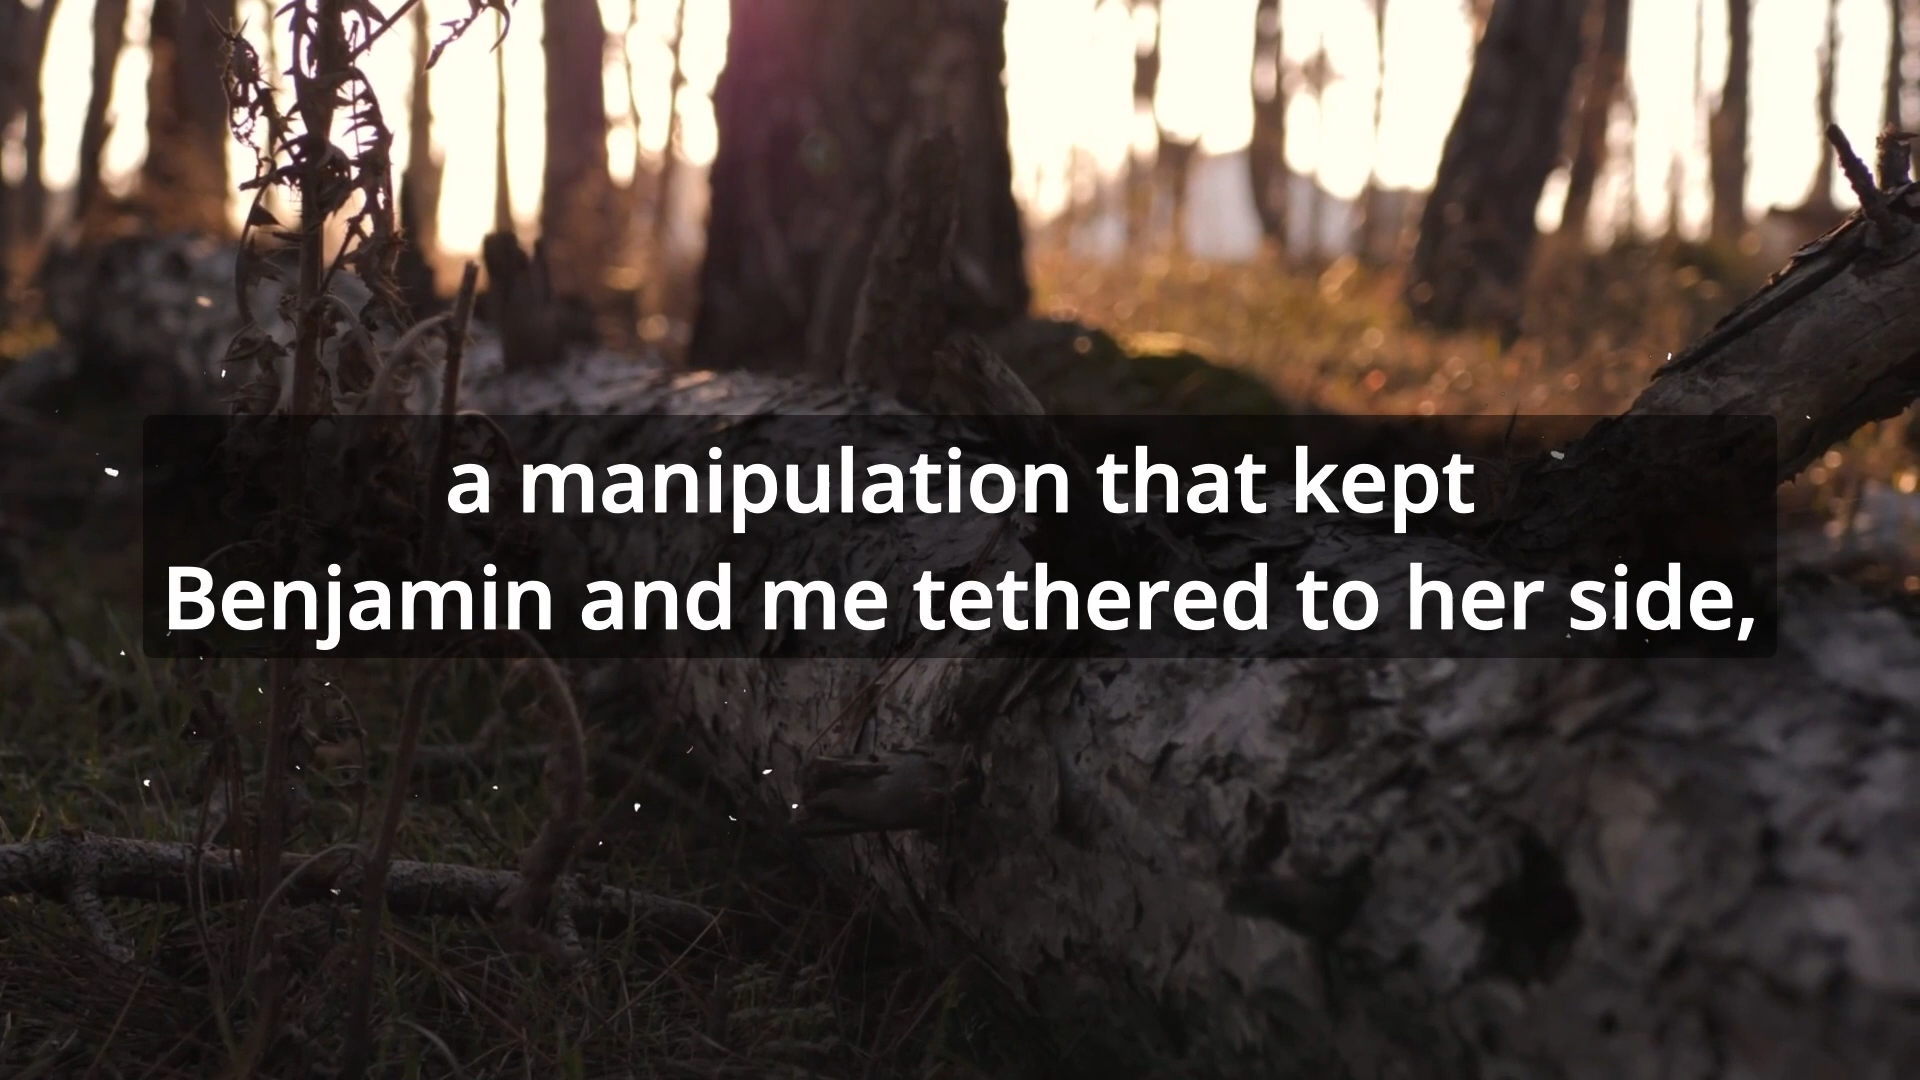 a manipulation that kept
Benjamin and me tethered to her side,